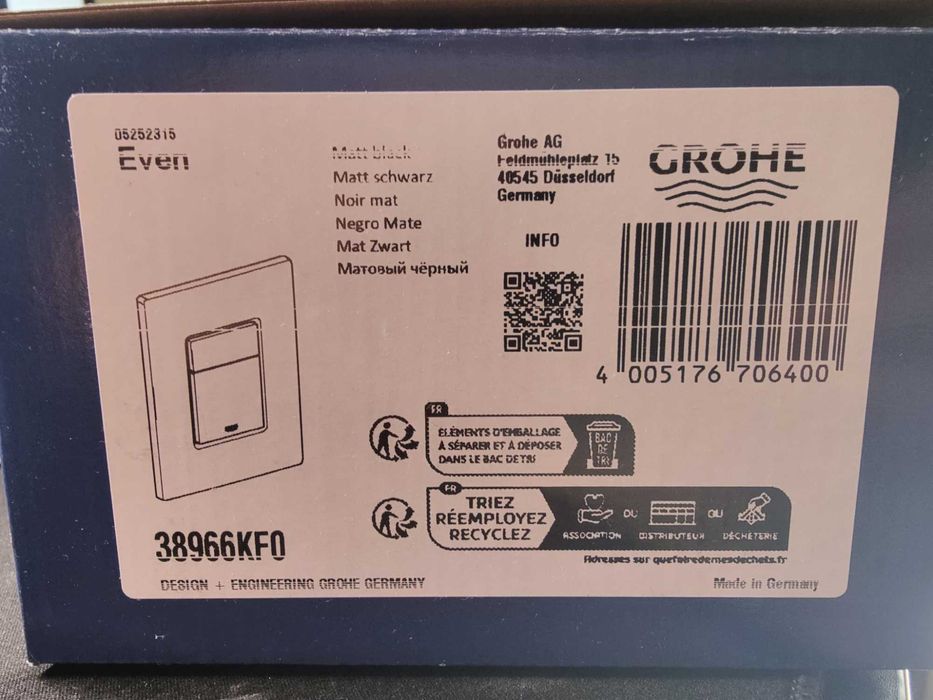 05252315
Even
Matt black
Matt schwarz
Noir mat
Negro Mate
Mat Zwart
Матовый чёрный
Grohe AG
Feldmühleplatz 15
40545 Düsseldorf
Germany
INFO
GROHE
4 005176 706400
FR
ÉLÉMENTS D'EMBALLAGE
À SÉPARER ET À DÉPOSER
DANS LE BAC DE TRI
BAC
DE
TRI
FR
TRIEZ
RÉEMPLOYEZ
RECYCLEZ
OU
OU
ASSOCIATION
DISTRIBUTEUR
DÉCHÈTERIE
Adresses sur quefairedemesdechets.fr
38966KF0
DESIGN + ENGINEERING GROHE GERMANY
Made in Germany